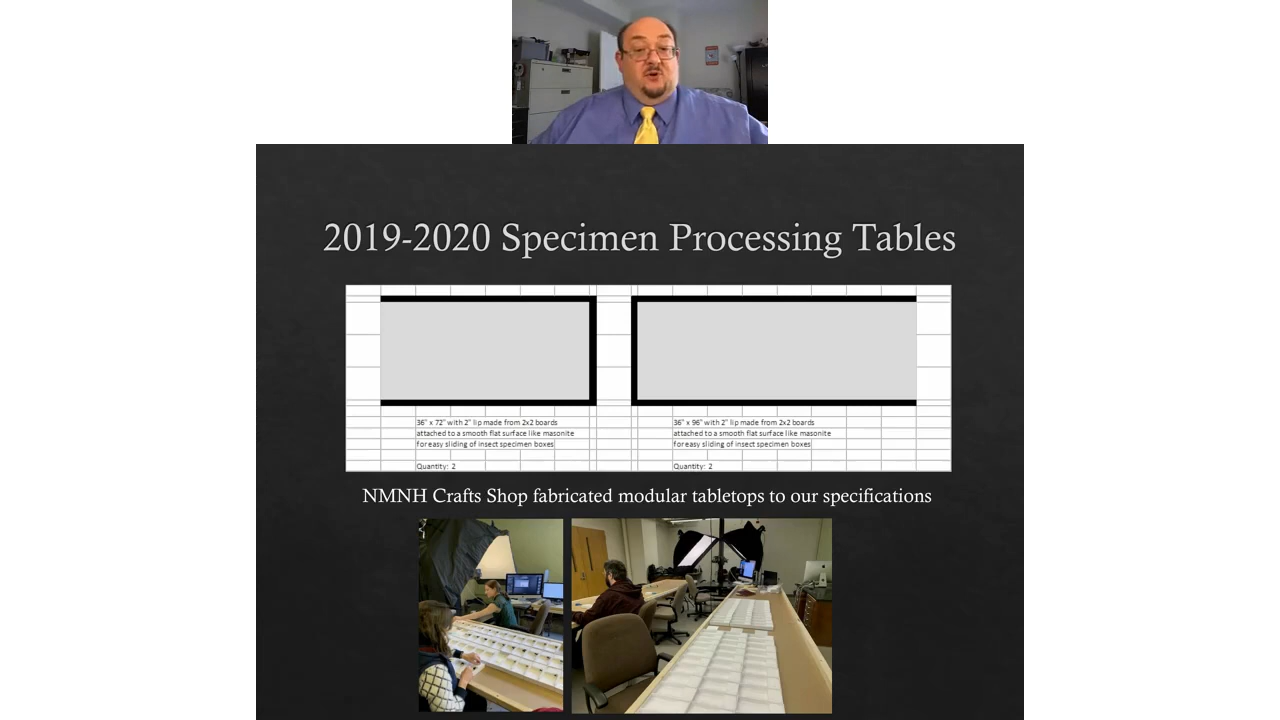 2019-2020 Specimen Processing Tables
36" x 72" with 2" lip made from 2x2 boards
attached to a smooth flat surface like masonite
for easy sliding of insect specimen boxes
Quantity: 2
36" x 96" with 2" lip made from 2x2 boards
attached to a smooth flat surface like masonite
for easy sliding of insect specimen boxes
Quantity: 2
NMNH Crafts Shop fabricated modular tabletops to our specifications